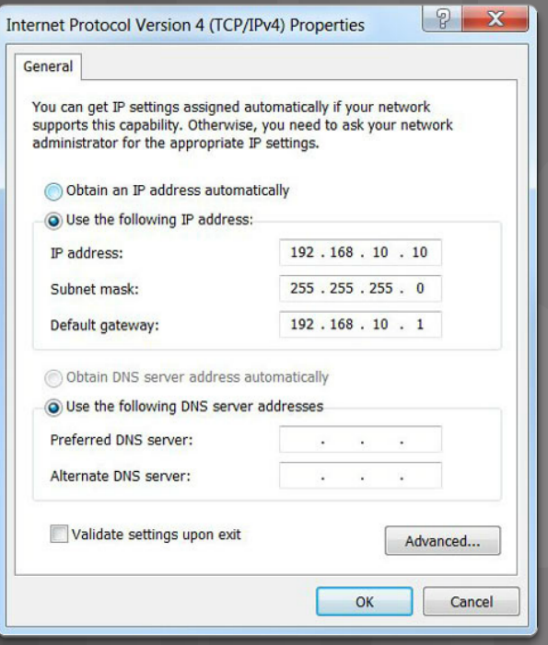 Internet Protocol Version 4 (TCP/IPv4) Properties
General
You can get IP settings assigned automatically if your network
supports this capability. Otherwise, you need to ask your network
administrator for the appropriate IP settings.
Obtain an IP address automatically
Use the following IP address:
IP address: 192 . 168 . 10 . 10
Subnet mask: 255 . 255 . 255 . 0
Default gateway: 192 . 168 . 10 . 1
Obtain DNS server address automatically
Use the following DNS server addresses
Preferred DNS server: . . .
Alternate DNS server: . . .
Validate settings upon exit
Advanced...
OK Cancel